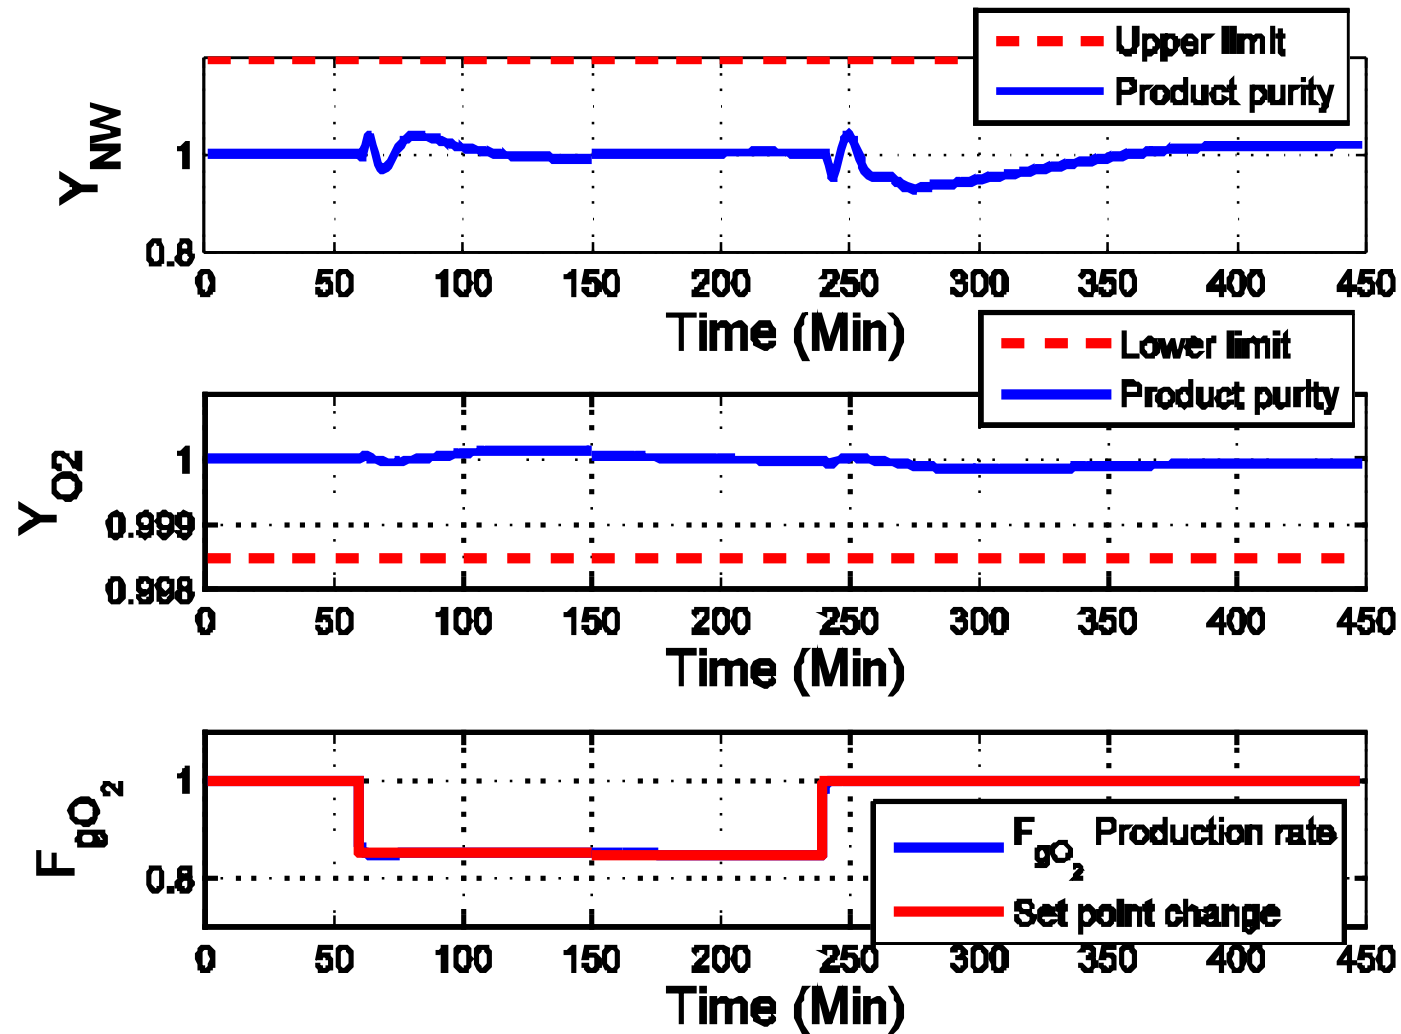 Upper limit
Product purity
Y_NW
1
0.8
0 50 100 150 200 250 300 350 400 450
Time (Min)
Lower limit
Product purity
Y_O2
1
0.999
0.998
0 50 100 150 200 250 300 350 400 450
Time (Min)
F_gO_2
1
0.8
F_gO_2 Production rate
Set point change
0 50 100 150 200 250 300 350 400 450
Time (Min)